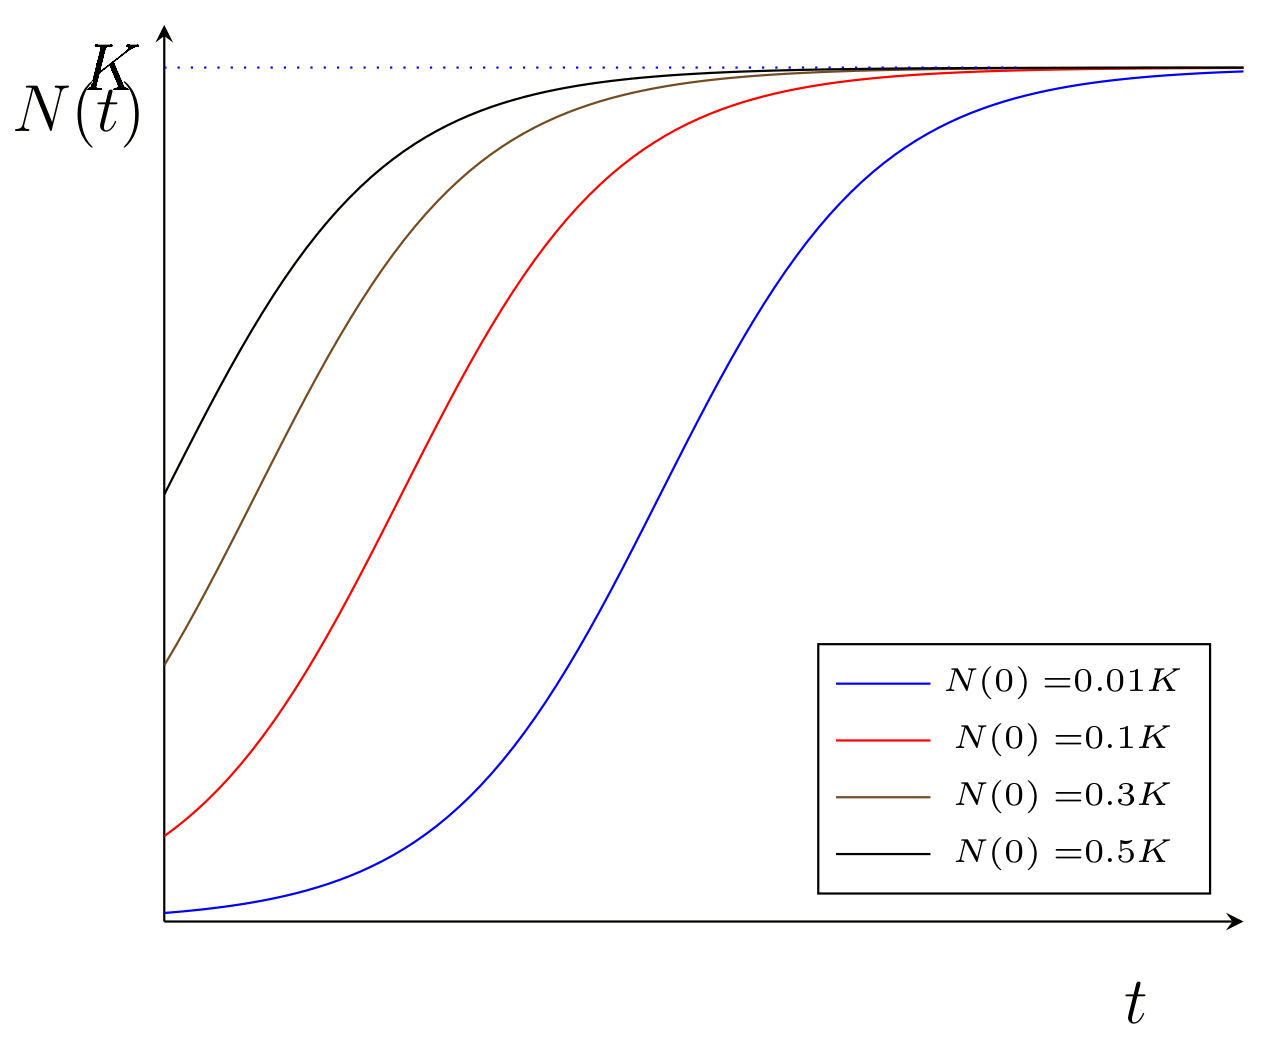 K
N(t)
N(0) =0.01K
N(0) =0.1K
N(0) =0.3K
N(0) =0.5K
t